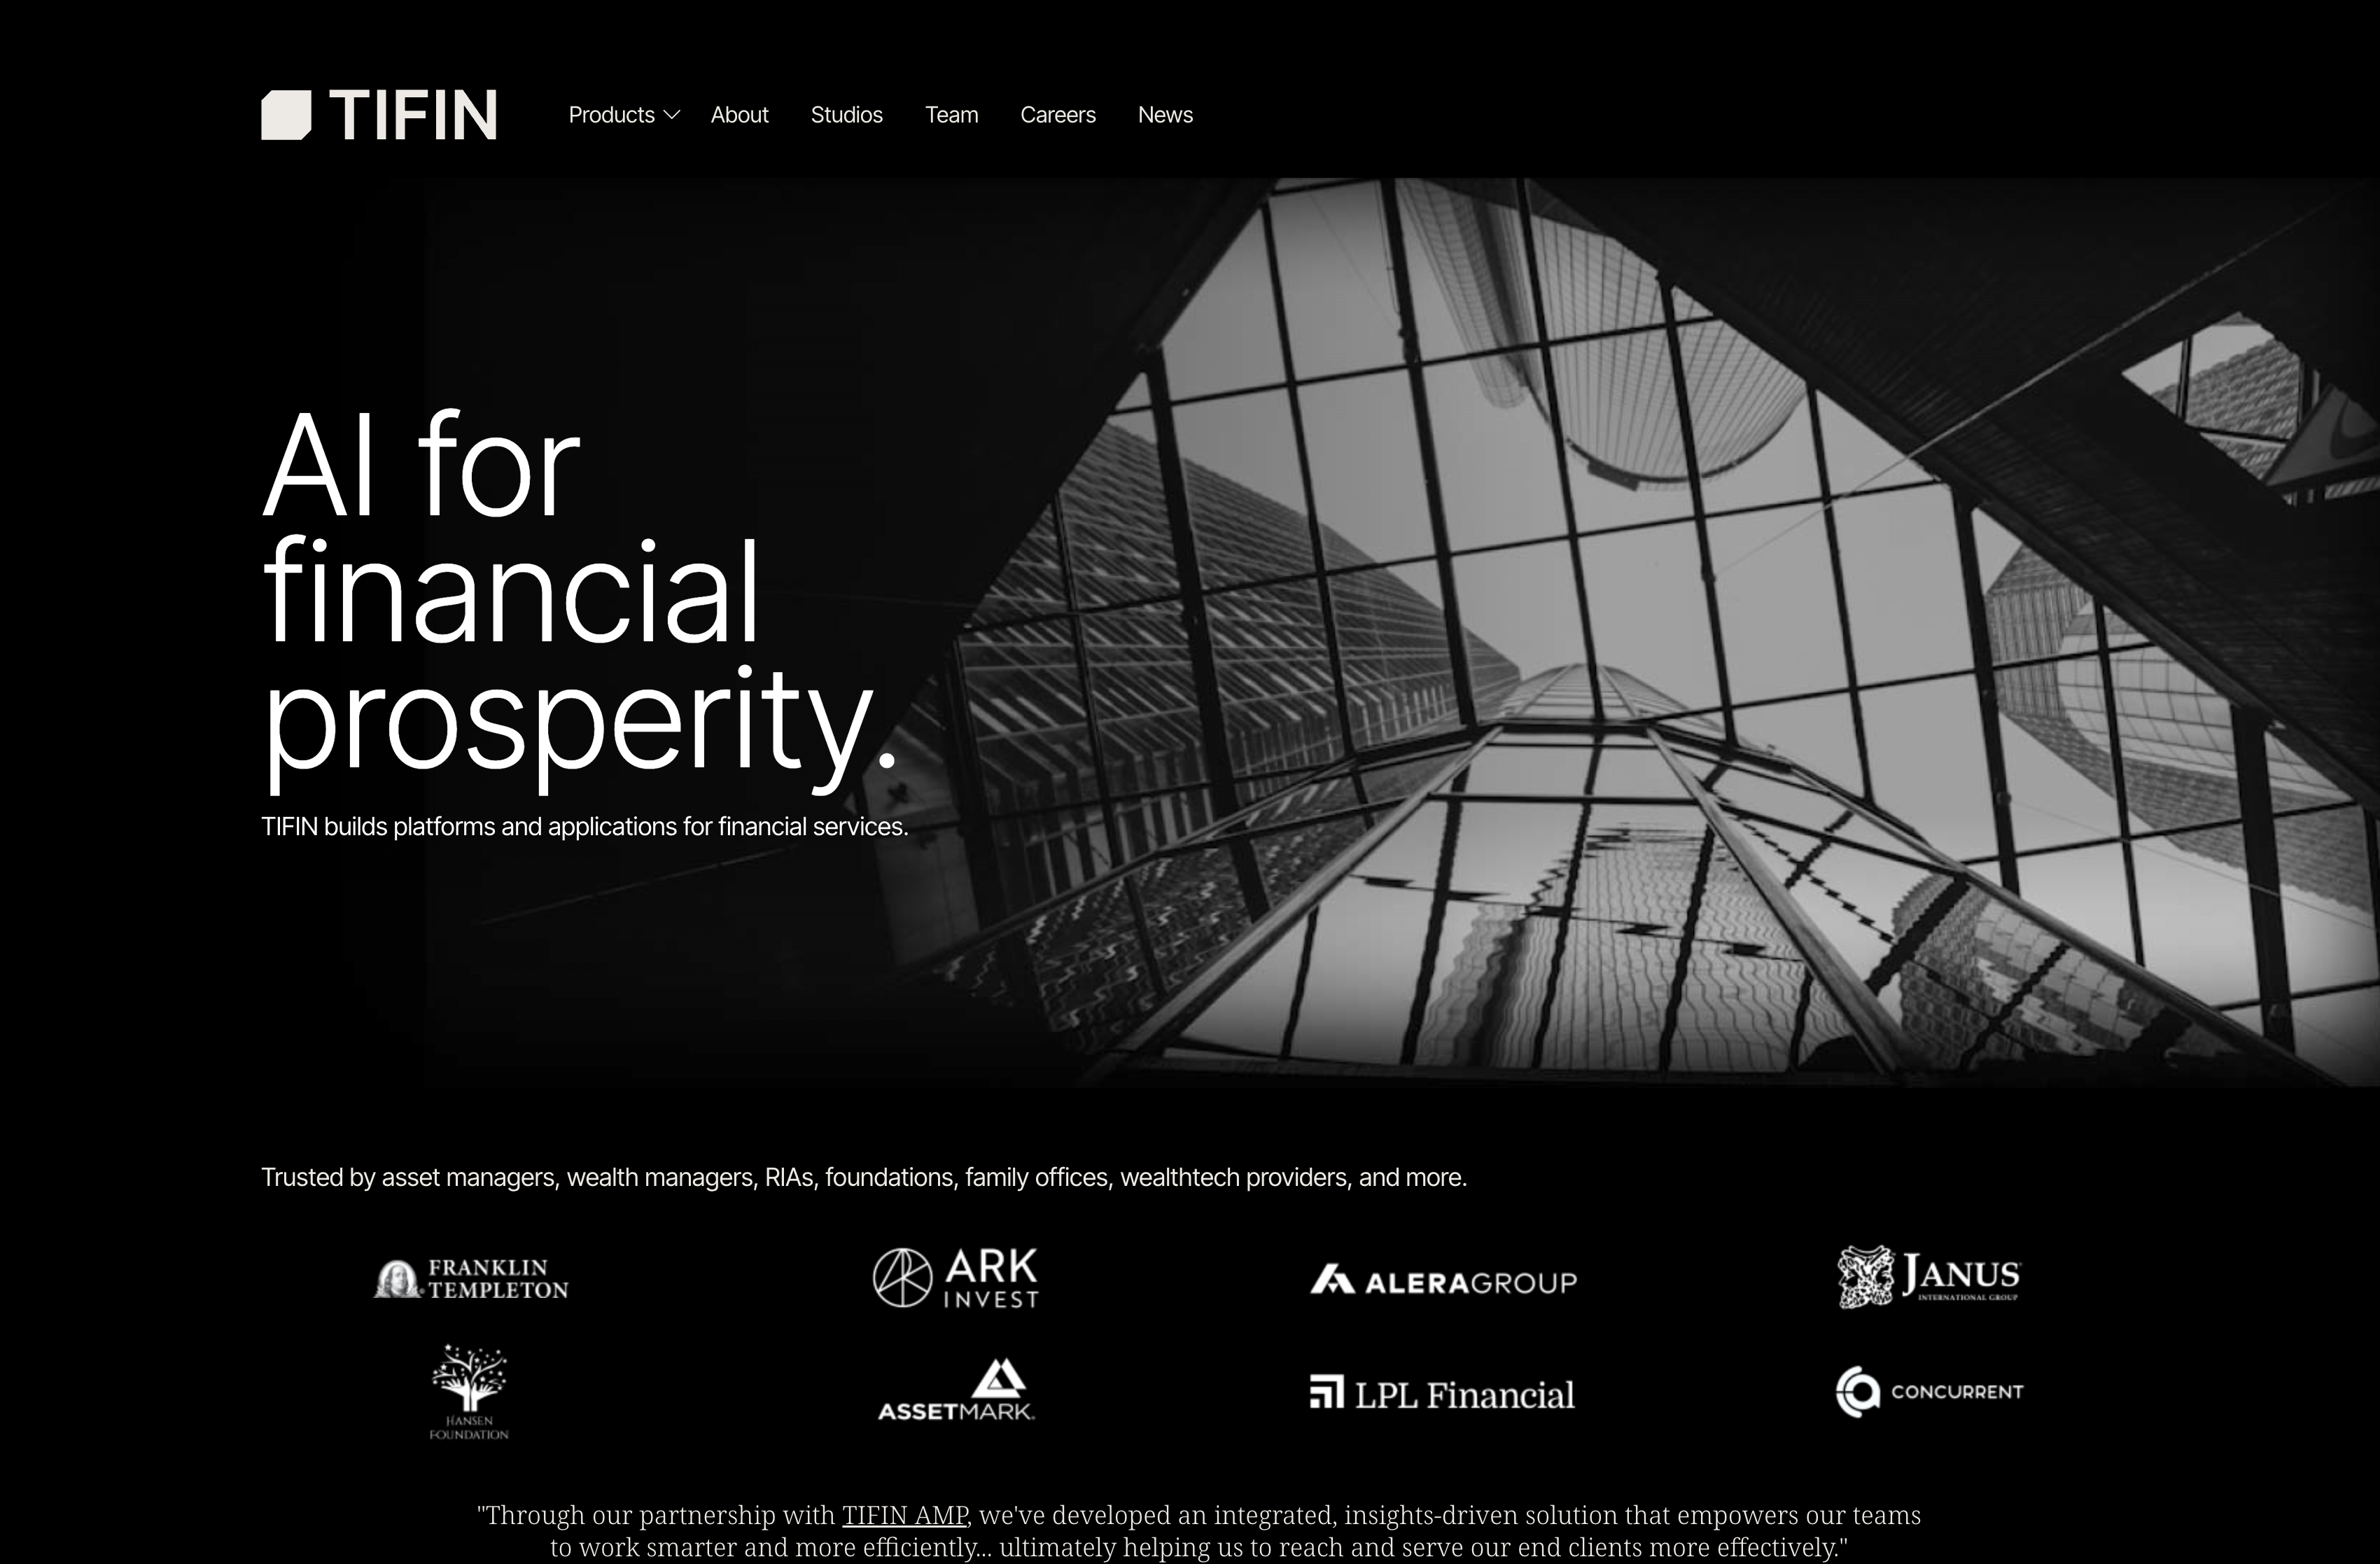 TIFIN
Products About Studios Team Careers News
AI for
financial
prosperity.
TIFIN builds platforms and applications for financial services.
Trusted by asset managers, wealth managers, RIAs, foundations, family offices, wealthtech providers, and more.
FRANKLIN
TEMPLETON
ARK
INVEST
ALERAGROUP
JANUS
INTERNATIONAL GROUP
HANSEN
FOUNDATION
ASSETMARK.
LPL Financial
CONCURRENT
"Through our partnership with TIFIN AMP, we've developed an integrated, insights-driven solution that empowers our teams
to work smarter and more efficiently... ultimately helping us to reach and serve our end clients more effectively."